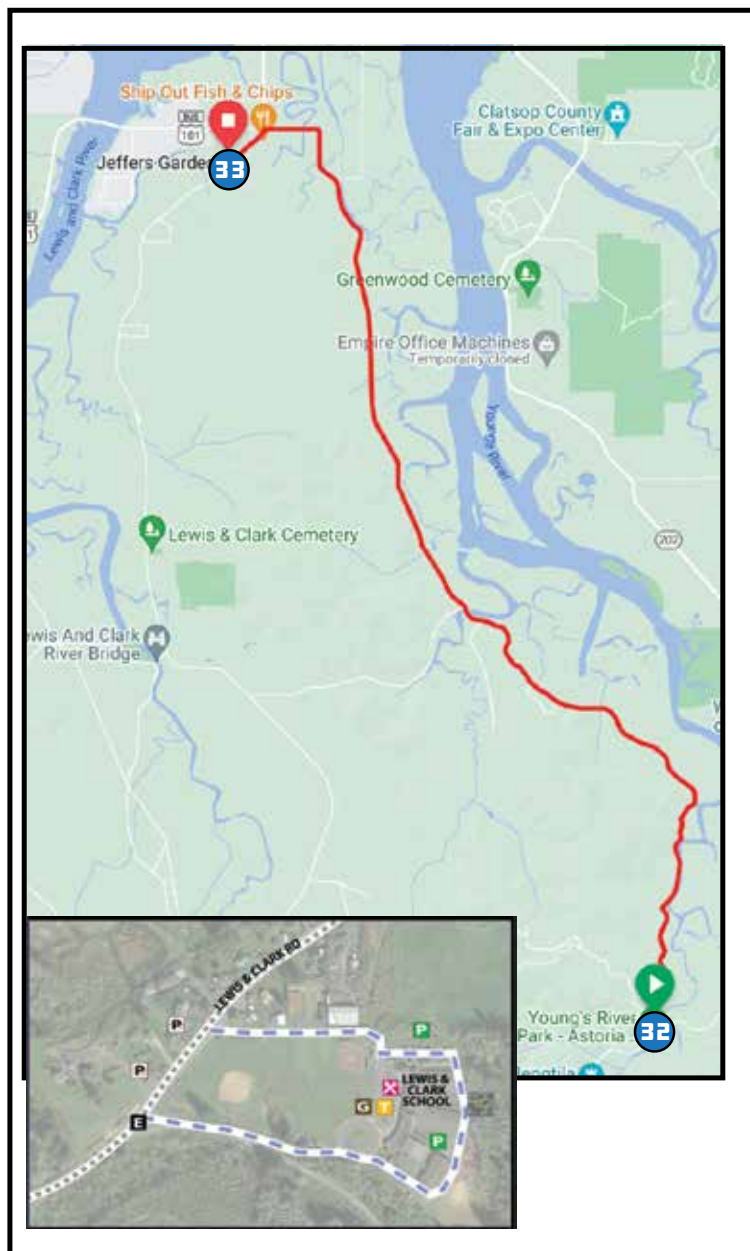 Ship Out Fish & Chips
101
Jeffers Garde
33
Lewis and Clark River
Clatsop County
Fair & Expo Center
Greenwood Cemetery
Empire Office Machines
Temporarily closed
Youngs River
202
Lewis & Clark Cemetery
ewis And Clark
River Bridge
Young's River
Park - Astoria
32
LEWIS & CLARK RD
P
P
P
E
LEWIS &
CLARK
SCHOOL
G
T
P